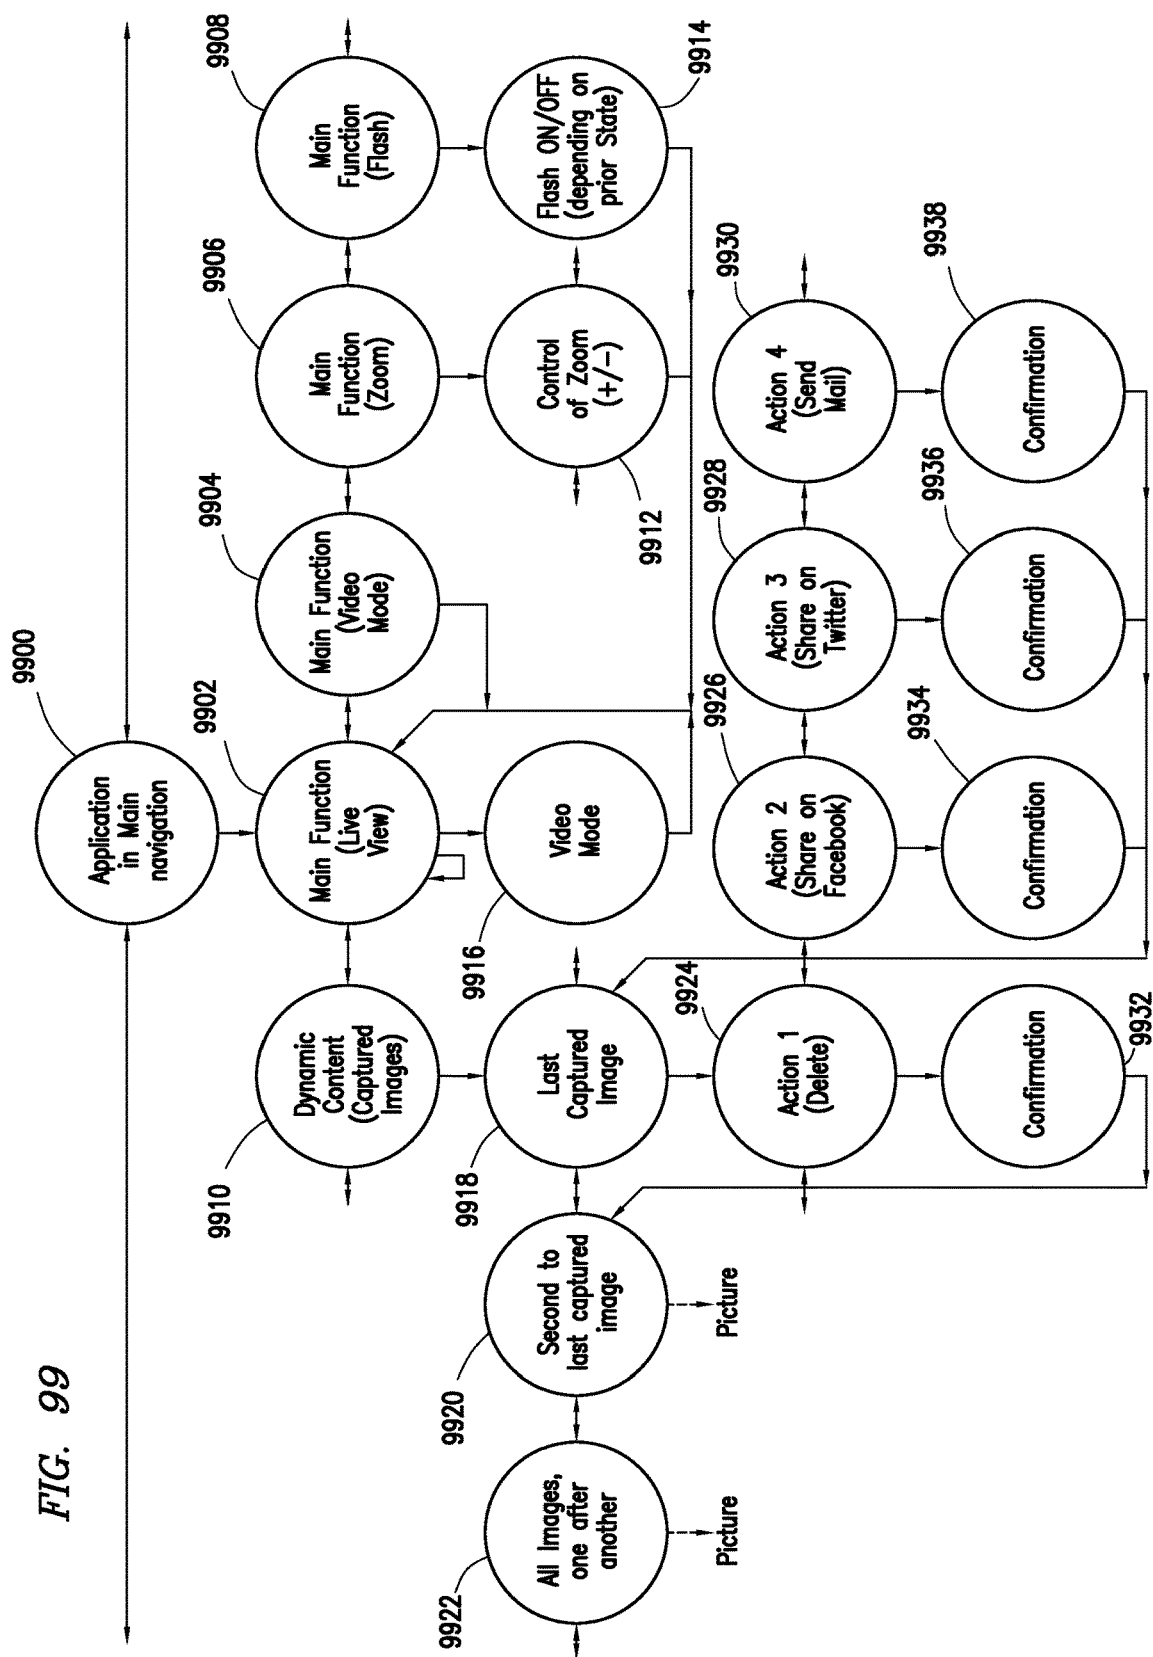 FIG. 99
9900
Application
in Main
navigation
9910
Dynamic
Content
(Captured
Images)
9902
Main Function
(Live
View)
9904
Main Function
(Video
Mode)
9906
Main
Function
(Zoom)
9908
Main
Function
(Flash)
9922
All Images,
one after
another
Picture
9920
Second to
last captured
image
Picture
9918
Last
Captured
Image
9916
Video
Mode
9912
Control
of Zoom
(+/−)
9914
Flash ON/OFF
(depending on
prior State)
9924
Action 1
(Delete)
9926
Action 2
(Share on
Facebook)
9928
Action 3
(Share on
Twitter)
9930
Action 4
(Send
Mail)
9932
Confirmation
9934
Confirmation
9936
Confirmation
9938
Confirmation